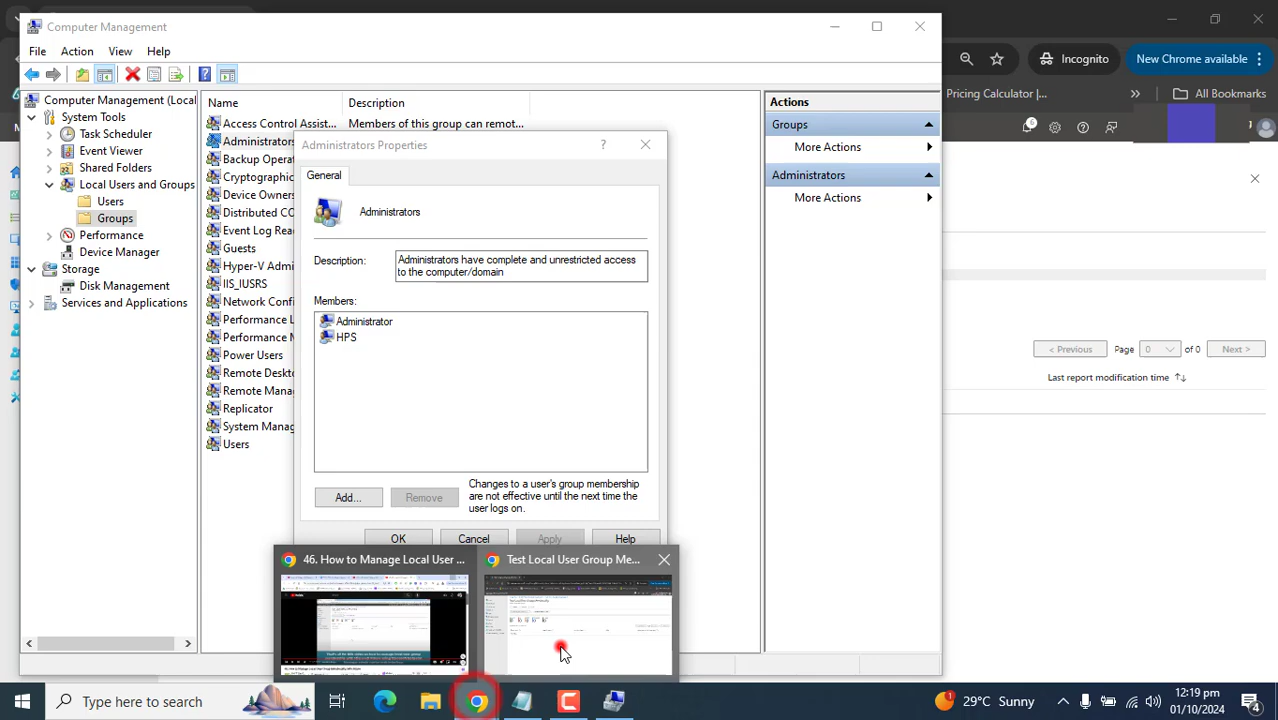 Computer Management
File Action View Help
Incognito
New Chrome available
Pricing Calculator |...
»
All Bookmarks
6
Computer Management (Local
System Tools
Task Scheduler
Event Viewer
Shared Folders
Local Users and Groups
Users
Groups
Performance
Device Manager
Storage
Disk Management
Services and Applications
Name Description
Access Control Assist... Members of this group can remot...
Administrators
Backup Opera
Cryptographic
Device Owners
Distributed CO
Event Log Rea
Guests
Hyper-V Admi
IIS_IUSRS
Network Confi
Performance L
Performance M
Power Users
Remote Deskt
Remote Mana
Replicator
System Manag
Users
Administrators Properties
?
General
Administrators
Description:
Administrators have complete and unrestricted access
to the computer/domain
Members:
Administrator
HPS
Add...
Remove
Changes to a user's group membership
are not effective until the next time the
user logs on.
OK Cancel Apply Help
Actions
Groups
More Actions
Administrators
More Actions
< Previous Page 0 of 0 Next >
Last report modification time
46. How to Manage Local User ...
Test Local User Group Me...
Type here to search
1
29°C Sunny
12:19 pm
01/10/2024
4